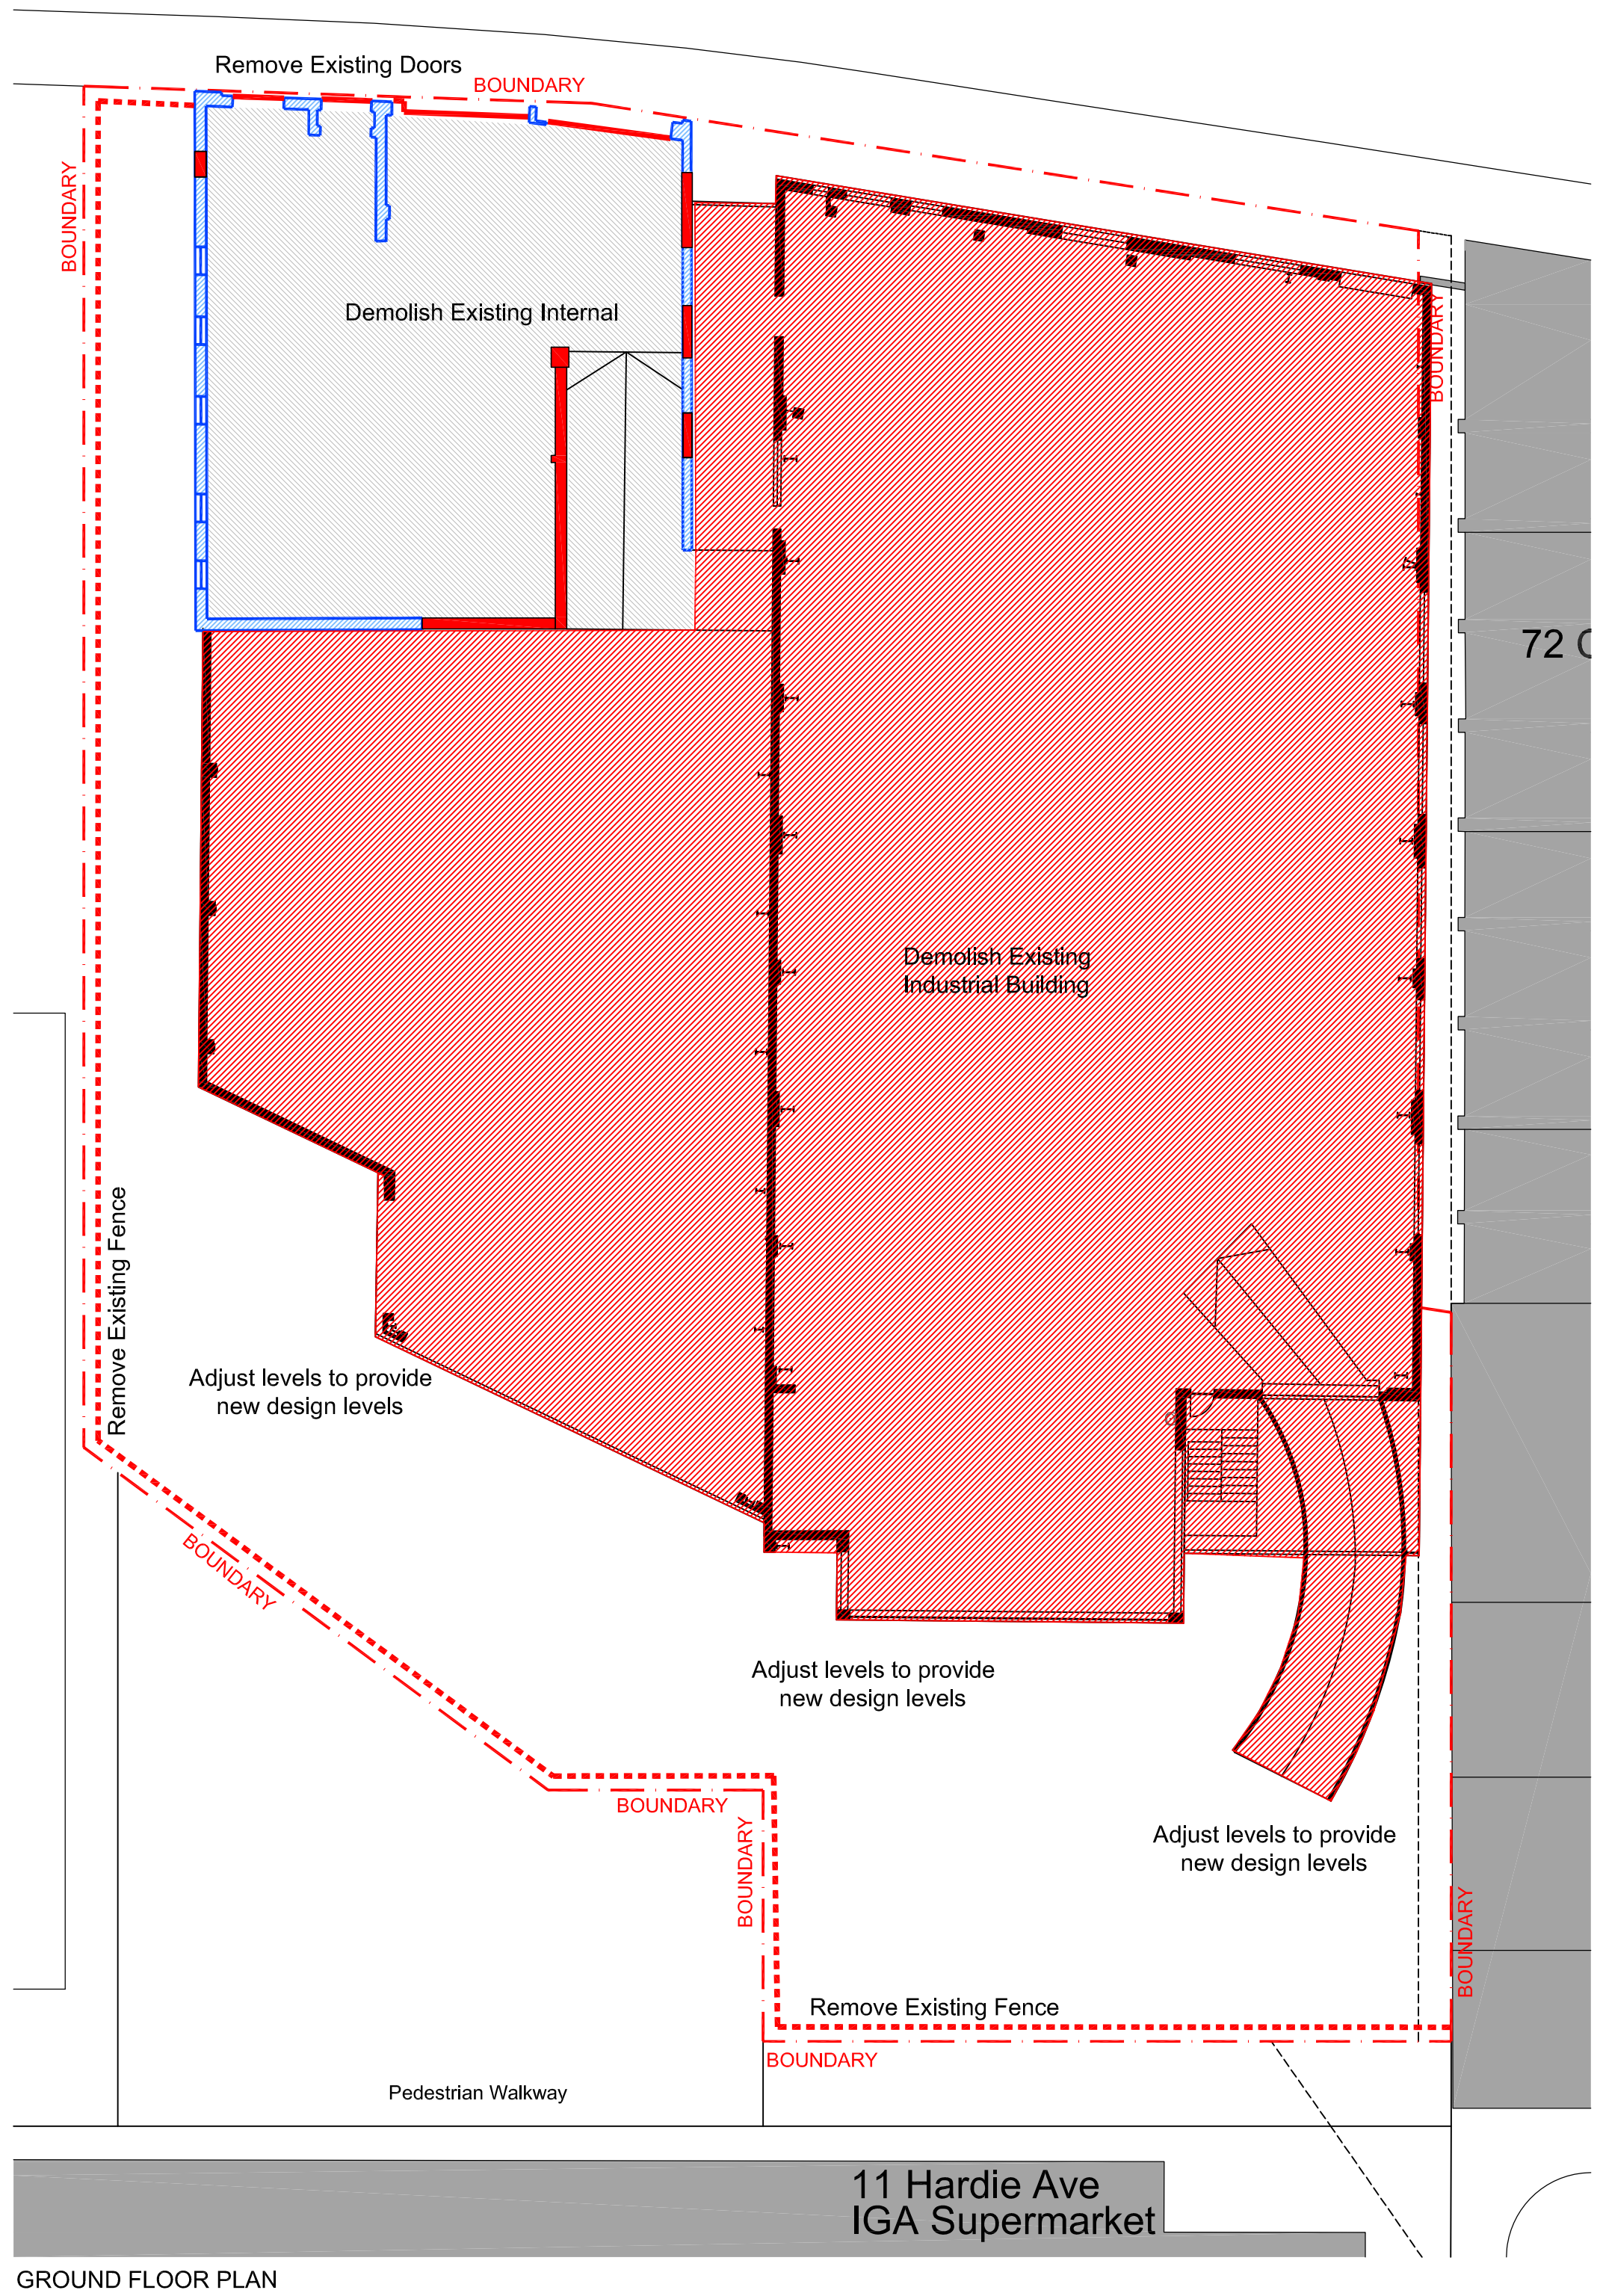 Remove Existing Doors
BOUNDARY
BOUNDARY
Demolish Existing Internal
BOUNDARY
72
Demolish Existing
Industrial Building
Remove Existing Fence
Adjust levels to provide
new design levels
BOUNDARY
Adjust levels to provide
new design levels
BOUNDARY
BOUNDARY
Adjust levels to provide
new design levels
BOUNDARY
Remove Existing Fence
BOUNDARY
Pedestrian Walkway
11 Hardie Ave
IGA Supermarket
GROUND FLOOR PLAN